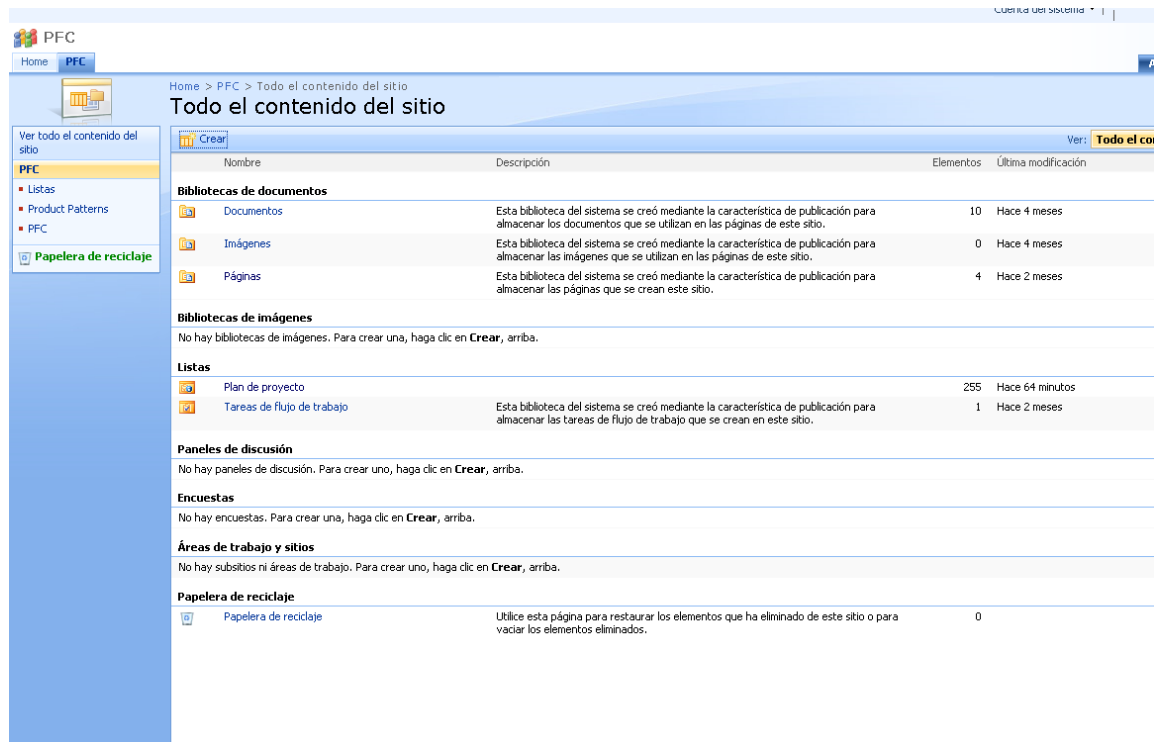 Cuenta del sistema
PFC
Home PFC
Home > PFC > Todo el contenido del sitio
Todo el contenido del sitio
Ver todo el contenido del
sitio
PFC
Listas
Product Patterns
PFC
Papelera de reciclaje
Crear Ver:
Nombre Descripción Elementos Última modificación
Bibliotecas de documentos
Documentos Esta biblioteca del sistema se creó mediante la característica de publicación para 10 Hace 4 meses
almacenar los documentos que se utilizan en las páginas de este sitio.
Imágenes Esta biblioteca del sistema se creó mediante la característica de publicación para 0 Hace 4 meses
almacenar las imágenes que se utilizan en las páginas de este sitio.
Páginas Esta biblioteca del sistema se creó mediante la característica de publicación para 4 Hace 2 meses
almacenar las páginas que se crean este sitio.
Bibliotecas de imágenes
No hay bibliotecas de imágenes. Para crear una, haga clic en Crear, arriba.
Listas
Plan de proyecto 255 Hace 64 minutos
Tareas de flujo de trabajo Esta biblioteca del sistema se creó mediante la característica de publicación para 1 Hace 2 meses
almacenar las tareas de flujo de trabajo que se crean en este sitio.
Paneles de discusión
No hay paneles de discusión. Para crear uno, haga clic en Crear, arriba.
Encuestas
No hay encuestas. Para crear una, haga clic en Crear, arriba.
Áreas de trabajo y sitios
No hay subsitios ni áreas de trabajo. Para crear uno, haga clic en Crear, arriba.
Papelera de reciclaje
Papelera de reciclaje Utilice esta página para restaurar los elementos que ha eliminado de este sitio o para 0
vaciar los elementos eliminados.